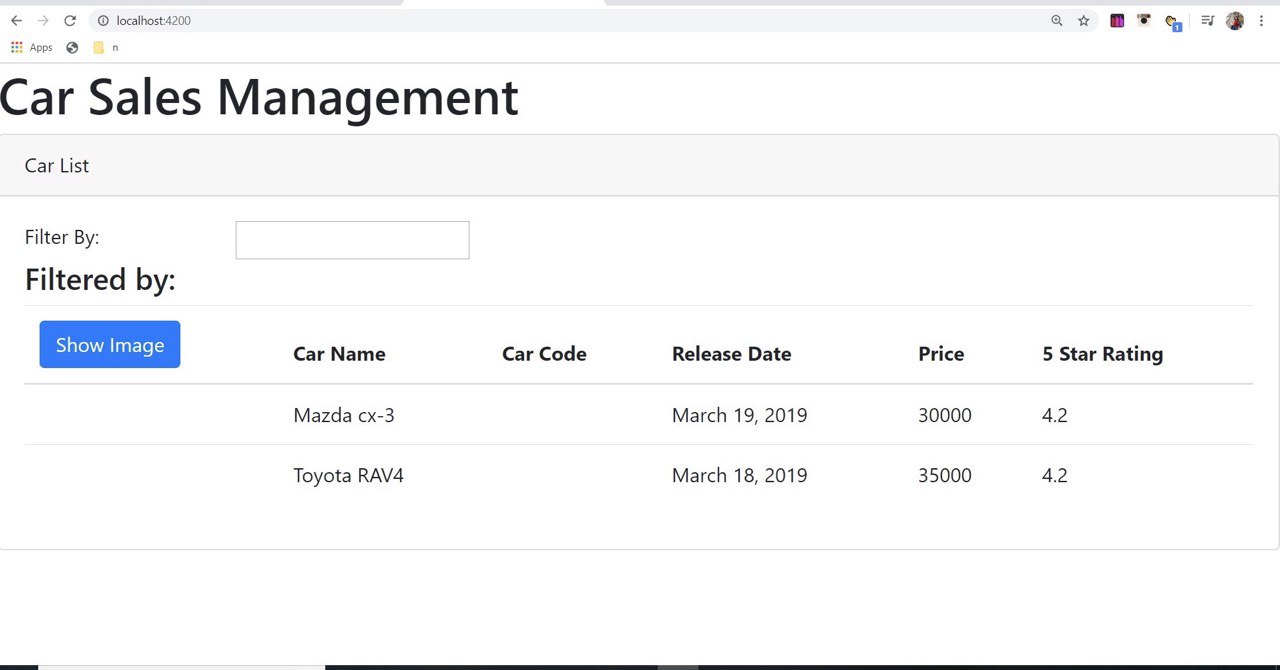 localhost:4200
1
Apps n
Car Sales Management
Car List
Filter By:
Filtered by:
Show Image Car Name Car Code Release Date Price 5 Star Rating
Mazda cx-3 March 19, 2019 30000 4.2
Toyota RAV4 March 18, 2019 35000 4.2